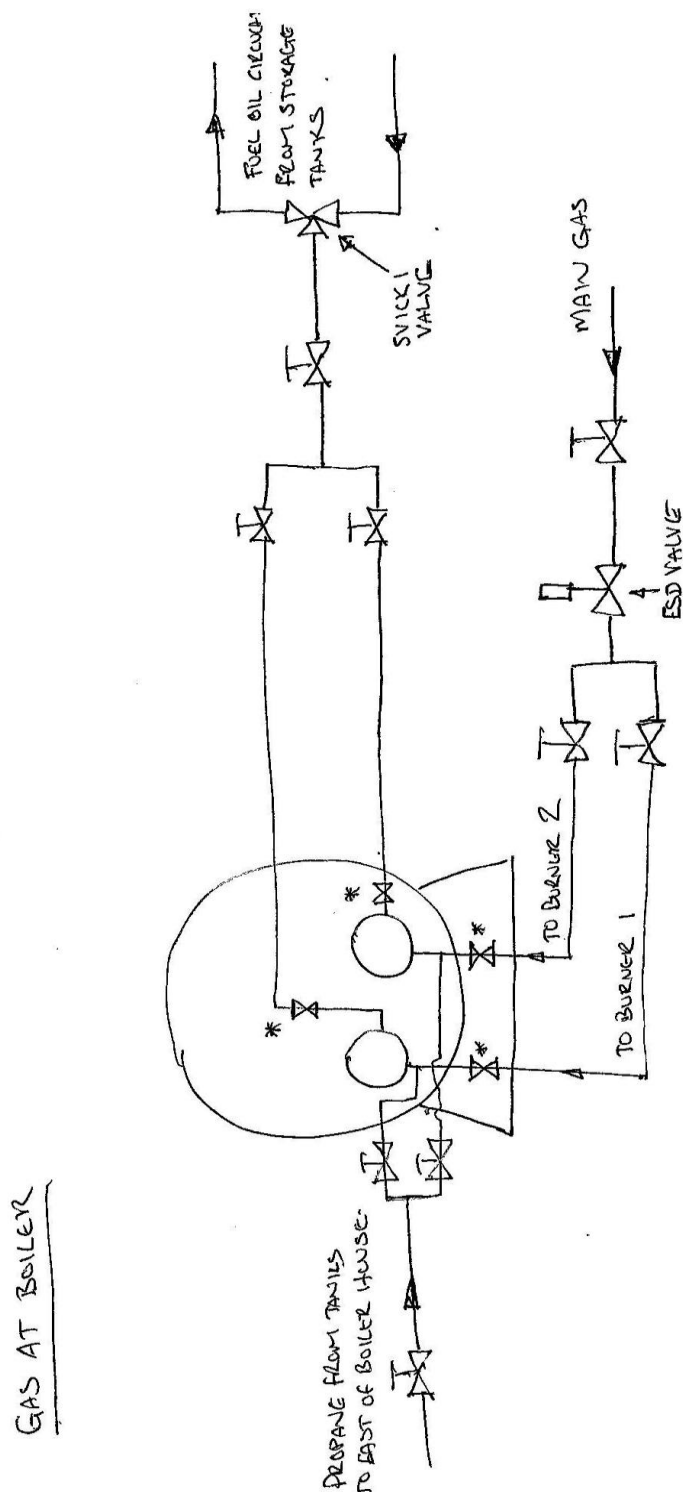 GAS AT BOILER
PROPANE FROM TANKS
TO EAST OF BOILER HOUSE.
FUEL OIL CIRCUM
FROM STORAGE
TANKS.
SVICKI
VALVE
MAIN GAS
ESD VALVE
TO BURNER 2
TO BURNER 1
*
*
*
*